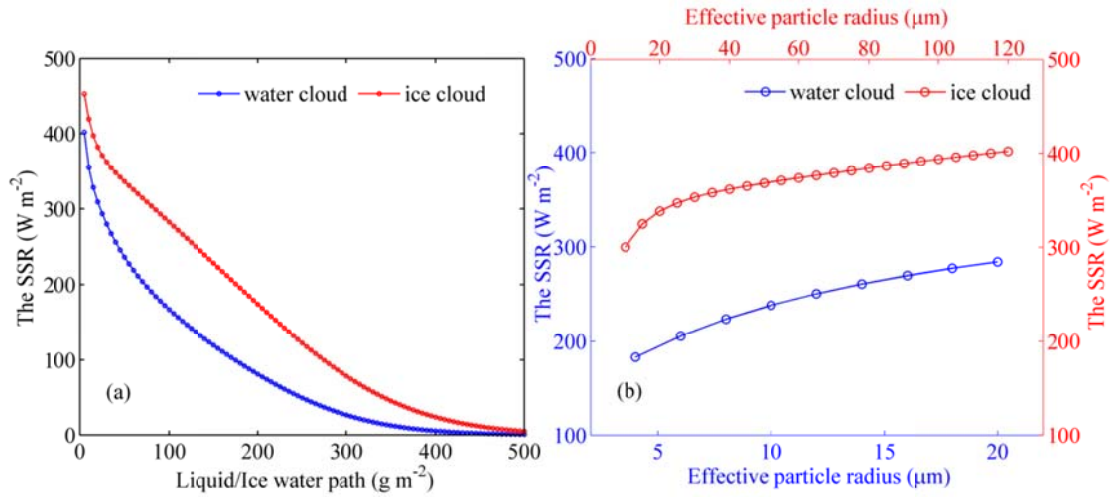 Effective particle radius (μm)
0 20 40 60 80 100 120
500
400
300
200
100
0
The SSR (W m-2)
water cloud ice cloud
(a)
0 100 200 300 400 500
Liquid/Ice water path (g m-2)
500
400
300
200
100
The SSR (W m-2)
water cloud ice cloud
(b)
500
400
300
200
100
The SSR (W m-2)
5 10 15 20
Effective particle radius (μm)